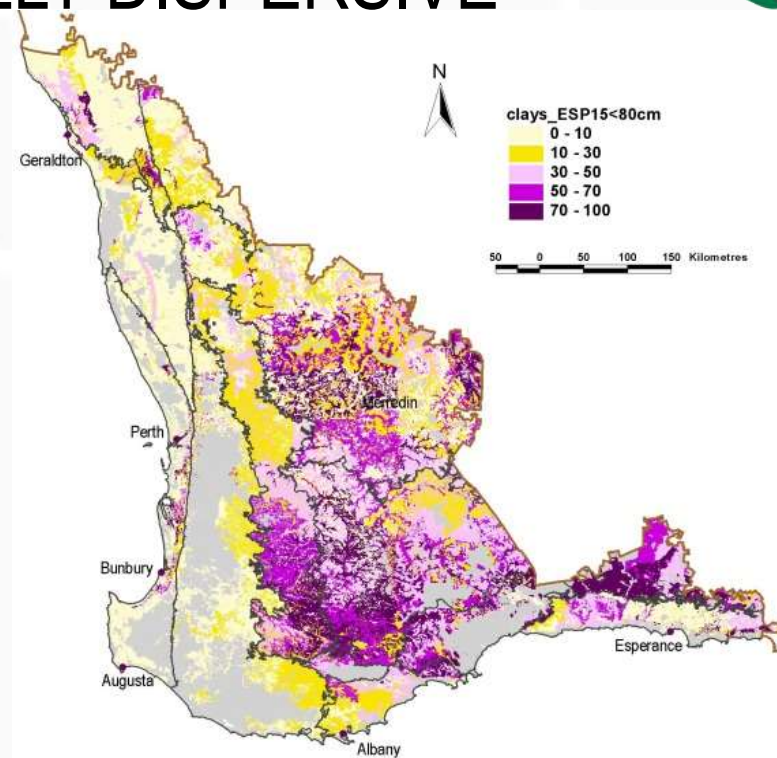 DISPERSIVE
N
clays_ESP15<80cm
0 - 10
10 - 30
30 - 50
50 - 70
70 - 100
50 0 50 100 150 Kilometres
Geraldton
Merredin
Perth
Bunbury
Esperance
Augusta
Albany